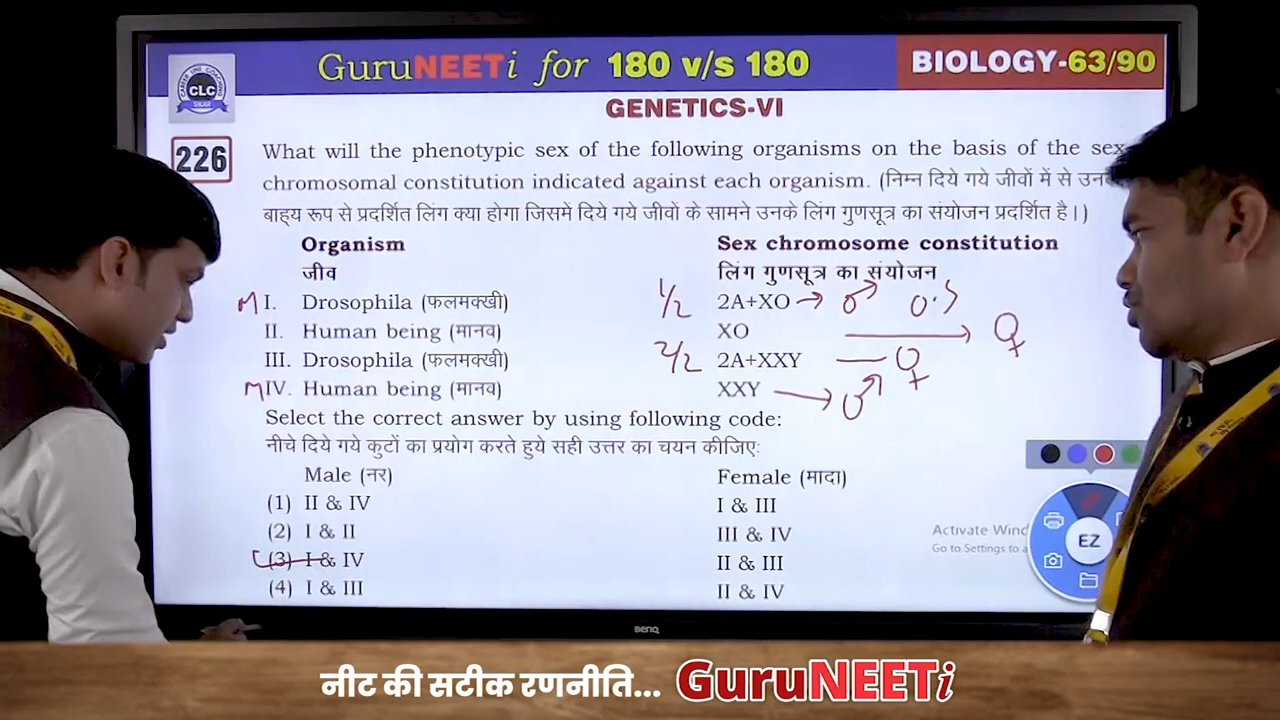 GuruNEETi for 180 v/s 180
BIOLOGY-63/90
CLC
SIKAR
GENETICS-VI
226
What will the phenotypic sex of the following organisms on the basis of the sex
chromosomal constitution indicated against each organism. (निम्न दिये गये जीवों में से
बाह्य रूप से प्रदर्शित लिंग क्या होगा जिसमें दिये गये जीवों के सामने उनके लिंग गुणसूत्र का संयोजन प्रदर्शित है।)
Organism Sex chromosome constitution
जीव लिंग गुणसूत्र का संयोजन
M I. Drosophila (फलमक्खी) 1/2 2A+XO → ♂ 0.5
II. Human being (मानव) XO → ♀
III. Drosophila (फलमक्खी) 2/2 2A+XXY — ♀
M IV. Human being (मानव) XXY → ♂
Select the correct answer by using following code:
नीचे दिये गये कुटों का प्रयोग करते हुये सही उत्तर का चयन कीजिए:
Male (नर) Female (मादा)
(1) II & IV I & III
(2) I & II III & IV
(3) I & IV II & III
(4) I & III II & IV
Activate Wind
Go to Settings to a
EZ
BENQ
नीट की सटीक रणनीति... GuruNEETi